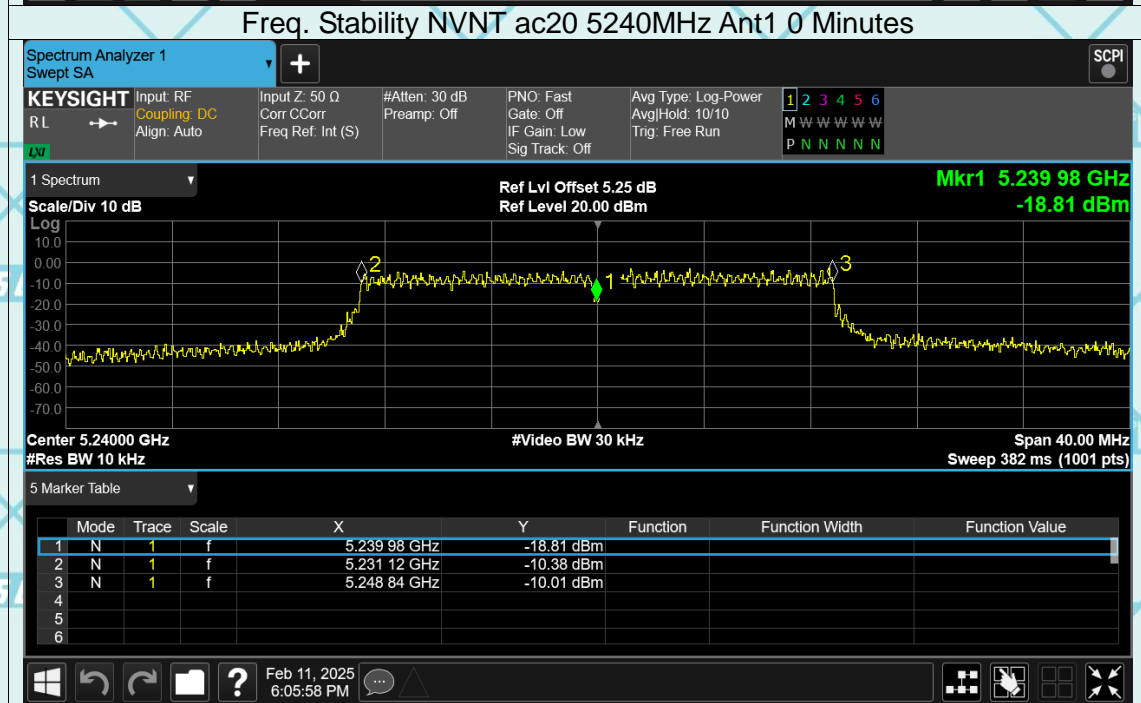 Freq. Stability NVNT ac20 5240MHz Ant1 0 Minutes
Spectrum Analyzer 1
Swept SA
+
SCPI
KEYSIGHT Input: RF Input Z: 50 Ω #Atten: 30 dB PNO: Fast Avg Type: Log-Power 1 2 3 4 5 6
RL Coupling: DC Corr CCorr Preamp: Off Gate: Off Avg|Hold: 10/10 M W W W W W
Align: Auto Freq Ref: Int (S) IF Gain: Low Trig: Free Run
LXI Sig Track: Off P N N N N N
1 Spectrum Ref Lvl Offset 5.25 dB Mkr1 5.239 98 GHz
Scale/Div 10 dB Ref Level 20.00 dBm -18.81 dBm
Log
10.0
0.00 2 3
-10.0 1
-20.0
-30.0
-40.0
-50.0
-60.0
-70.0
Center 5.24000 GHz #Video BW 30 kHz Span 40.00 MHz
#Res BW 10 kHz Sweep 382 ms (1001 pts)
5 Marker Table
Mode Trace Scale X Y Function Function Width Function Value
1 N 1 f 5.239 98 GHz -18.81 dBm
2 N 1 f 5.231 12 GHz -10.38 dBm
3 N 1 f 5.248 84 GHz -10.01 dBm
4
5
6
? Feb 11, 2025
6:05:58 PM